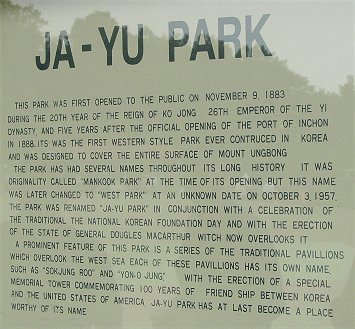 JA-YU PARK
THIS PARK WAS FIRST OPENED TO THE PUBLIC ON NOVEMBER 9, 1883
DURING THE 20TH YEAR OF THE REIGN OF KO JONG 26TH EMPEROR OF THE YI
DYNASTY, AND FIVE YEARS AFTER THE OFFICIAL OPENING OF THE PORT OF INCHON
IN 1888. ITS WAS THE FIRST WESTERN STYLE PARK EVER CONTRUCED IN KOREA
AND WAS DESIGNED TO COVER THE ENTIRE SURFACE OF MOUNT UNGBONG
THE PARK HAS HAD SEVERAL NAMES THROUGHOUT ITS LONG HISTORY IT WAS
ORIGINALITY CALLED "MANKOOK PARK" AT THE TIME OF ITS OPENING BUT THIS NAME
WAS LATER CHANGED TO "WEST PARK" AT AN UNKNOWN DATE ON OCTOBER 3, 1957.
THE PARK WAS RENAMED "JA-YU PARK" IN CONJUNCTION WITH A CELEBRATION OF
THE TRADITIONAL THE NATIONAL KOREAN FOUNDATION DAY AND WITH THE ERECTION
OF THE STATE OF GENERAL DOUGLES MACARTHUR WITCH NOW OVERLOOKS IT
A PROMINENT FEATURE OF THIS PARK IS A SERIES OF THE TRADITIONAL PAVILLIONS
WHICH OVERLOOK THE WEST SEA EACH OF THESE PAVILLIONS HAS ITS OWN NAME,
SUCH AS "SOKJUNG ROO" AND "YON-O JUNG" WITH THE ERECTION OF A SPECIAL
MEMORIAL TOWER COMMEMORATING 100 YEARS OF FRIEND SHIP BETWEEN KOREA
AND THE UNITED STATES OF AMERICA, JA-YU PARK HAS AT LAST BECOME A PLACE
WORTHY OF ITS NAME